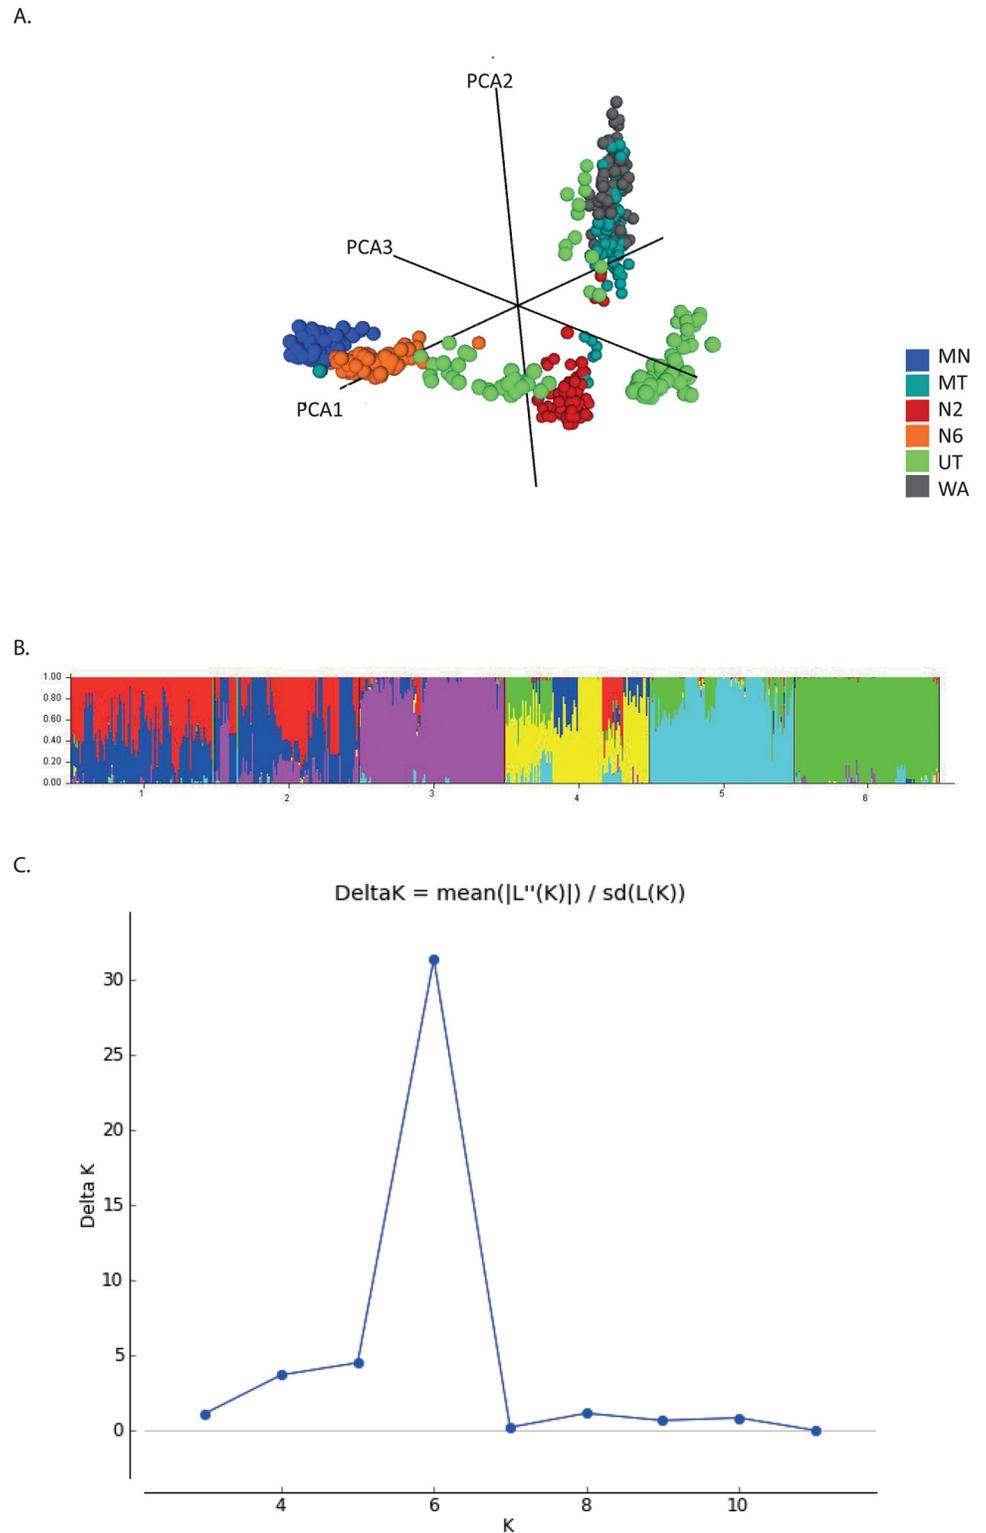 A.
PCA2
PCA3
PCA1
MN
MT
N2
N6
UT
WA
B.
1.00
0.80
0.60
0.40
0.20
0.00
1 2 3 4 5 6
C.
DeltaK = mean(|L''(K)|) / sd(L(K))
30
25
20
15
10
5
0
Delta K
4 6 8 10
K